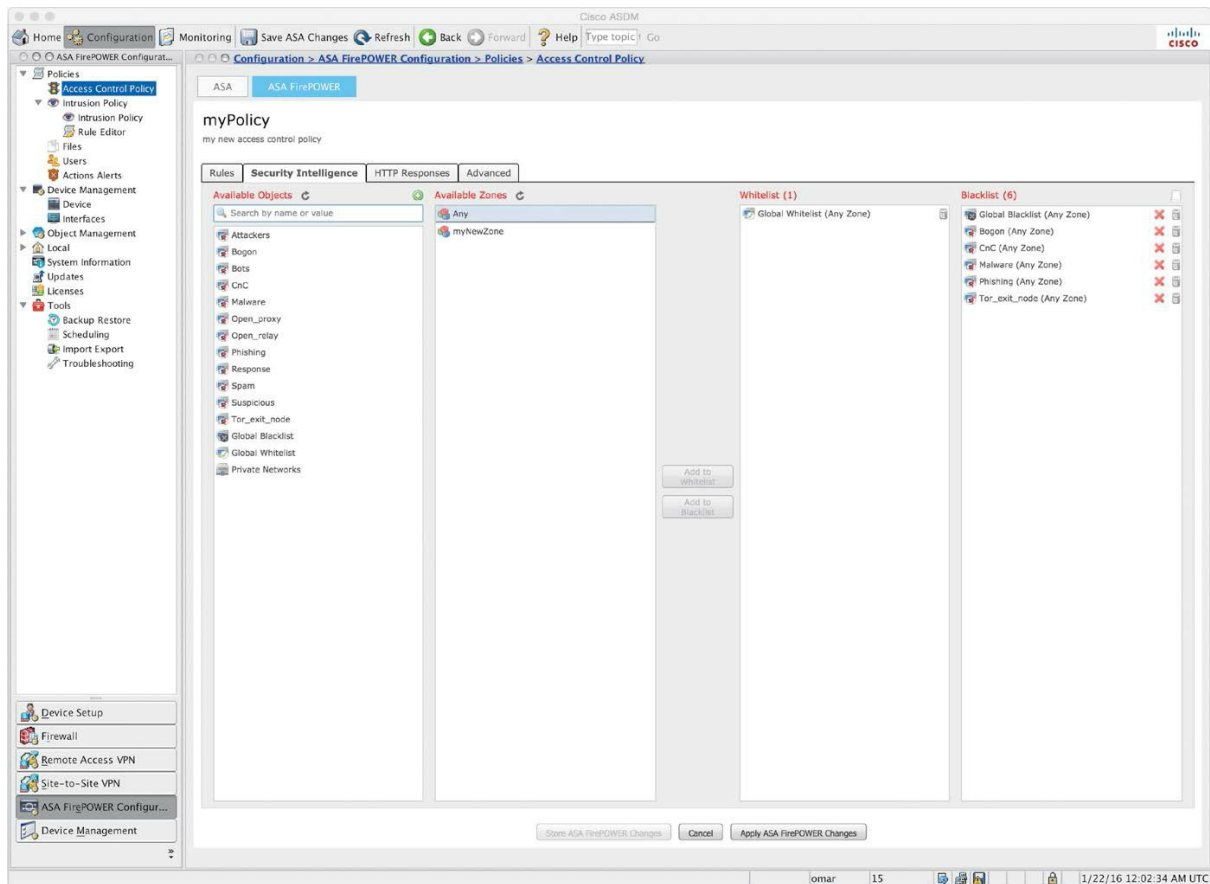 Cisco ASDM
Home Configuration Monitoring Save ASA Changes Refresh Back Forward Help Type topic Go
CISCO
ASA FirePOWER Configurat...
Policies
Access Control Policy
Intrusion Policy
Intrusion Policy
Rule Editor
Files
Users
Actions Alerts
Device Management
Device
Interfaces
Object Management
Local
System Information
Updates
Licenses
Tools
Backup Restore
Scheduling
Import Export
Troubleshooting
Device Setup
Firewall
Remote Access VPN
Site-to-Site VPN
ASA FirePOWER Configur...
Device Management
Configuration > ASA FirePOWER Configuration > Policies > Access Control Policy
ASA
ASA FirePOWER
myPolicy
my new access control policy
Rules Security Intelligence HTTP Responses Advanced
Available Objects
Search by name or value
Attackers
Bogon
Bots
CnC
Malware
Open_proxy
Open_relay
Phishing
Response
Spam
Suspicious
Tor_exit_node
Global Blacklist
Global Whitelist
Private Networks
Available Zones
Any
myNewZone
Add to
Whitelist
Add to
Blacklist
Whitelist (1)
Global Whitelist (Any Zone)
Blacklist (6)
Global Blacklist (Any Zone)
Bogon (Any Zone)
CnC (Any Zone)
Malware (Any Zone)
Phishing (Any Zone)
Tor_exit_node (Any Zone)
Store ASA FirePOWER Changes
Cancel
Apply ASA FirePOWER Changes
omar
15
1/22/16 12:02:34 AM UTC